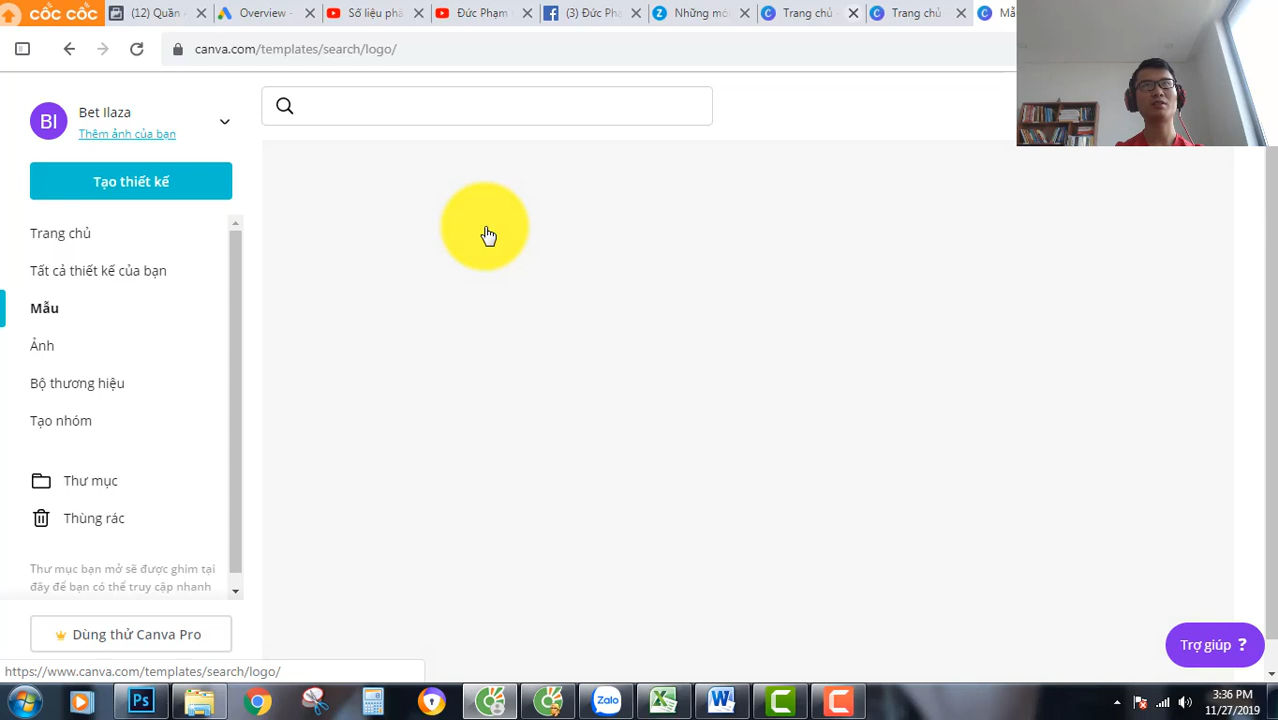 CỐC CỐC
(12) Quần A
Overview -
Số liệu phâ
Đức Phạm
(3) Đức Ph
Những mó
Trang chủ -
Trang chủ
canva.com/templates/search/logo/
BI
Bet Ilaza
Thêm ảnh của bạn
Tạo thiết kế
Trang chủ
Tất cả thiết kế của bạn
Mẫu
Ảnh
Bộ thương hiệu
Tạo nhóm
Thư mục
Thùng rác
Thư mục bạn mở sẽ được ghim tại
đây để bạn có thể truy cập nhanh
Dùng thử Canva Pro
Trợ giúp ?
https://www.canva.com/templates/search/logo/
Ps
Zalo
3:36 PM
11/27/2019